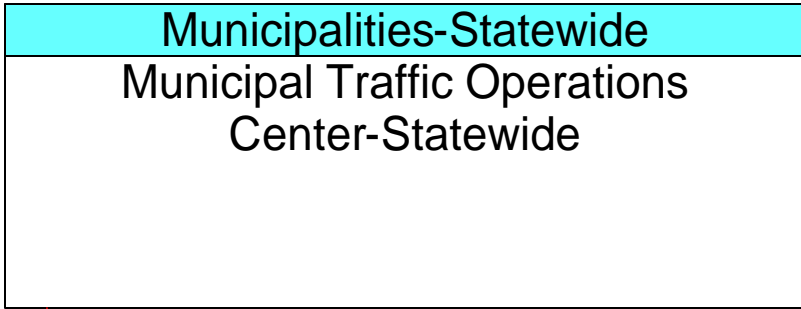 Municipalities-Statewide
Municipal Traffic Operations
Center-Statewide